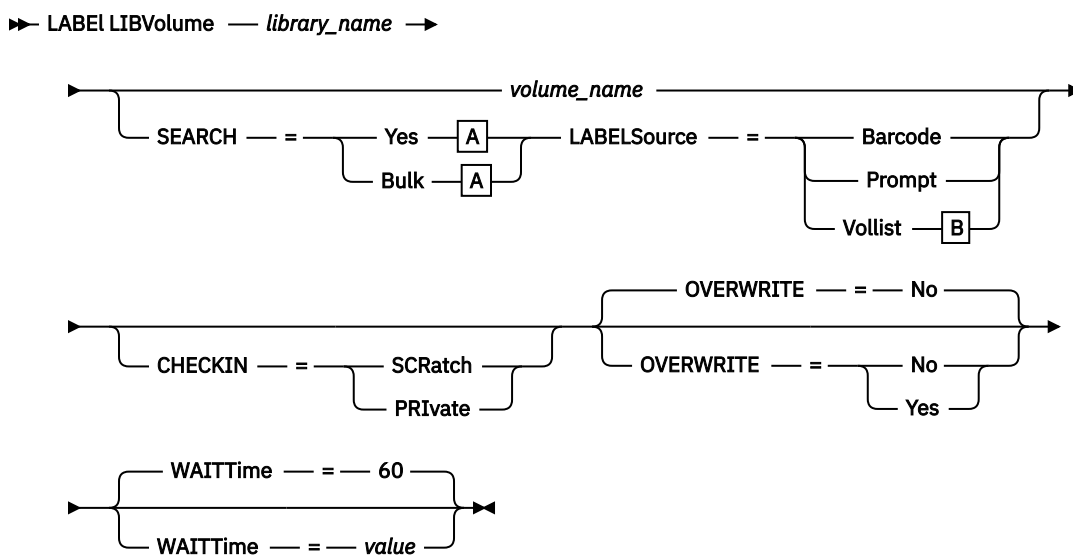 LABEl LIBVolume library_name
volume_name
SEARCH = Yes A LABELSource = Barcode
Bulk A Prompt
Vollist B
OVERWRITE = No
CHECKIN = SCRatch OVERWRITE = No
PRIvate Yes
WAITTime = 60
WAITTime = value